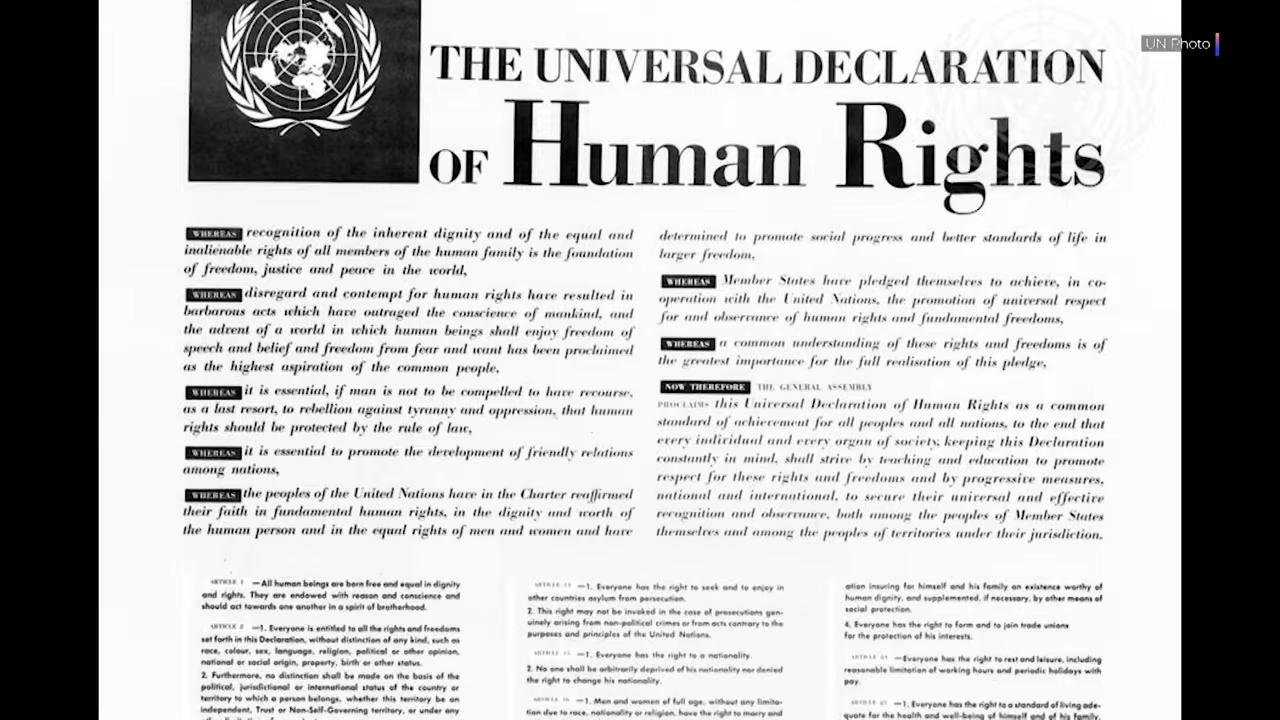 UN Photo
THE UNIVERSAL DECLARATION
OF Human Rights
WHEREAS recognition of the inherent dignity and of the equal and
inalienable rights of all members of the human family is the foundation
of freedom, justice and peace in the world,
WHEREAS disregard and contempt for human rights have resulted in
barbarous acts which have outraged the conscience of mankind, and
the advent of a world in which human beings shall enjoy freedom of
speech and belief and freedom from fear and want has been proclaimed
as the highest aspiration of the common people,
WHEREAS it is essential, if man is not to be compelled to have recourse,
as a last resort, to rebellion against tyranny and oppression, that human
rights should be protected by the rule of law,
WHEREAS it is essential to promote the development of friendly relations
among nations,
WHEREAS the peoples of the United Nations have in the Charter reaffirmed
their faith in fundamental human rights, in the dignity and worth of
the human person and in the equal rights of men and women and have
determined to promote social progress and better standards of life in
larger freedom,
WHEREAS Member States have pledged themselves to achieve, in co-
operation with the United Nations, the promotion of universal respect
for and observance of human rights and fundamental freedoms,
WHEREAS a common understanding of these rights and freedoms is of
the greatest importance for the full realisation of this pledge,
NOW THEREFORE THE GENERAL ASSEMBLY
PROCLAIMS this Universal Declaration of Human Rights as a common
standard of achievement for all peoples and all nations, to the end that
every individual and every organ of society, keeping this Declaration
constantly in mind, shall strive by teaching and education to promote
respect for these rights and freedoms and by progressive measures,
national and international, to secure their universal and effective
recognition and observance, both among the peoples of Member States
themselves and among the peoples of territories under their jurisdiction.
ARTICLE 1 —All human beings are born free and equal in dignity
and rights. They are endowed with reason and conscience and
should act towards one another in a spirit of brotherhood.
ARTICLE 2 —1. Everyone is entitled to all the rights and freedoms
set forth in this Declaration, without distinction of any kind, such as
race, colour, sex, language, religion, political or other opinion,
national or social origin, property, birth or other status.
2. Furthermore, no distinction shall be made on the basis of the
political, jurisdictional or international status of the country or
territory to which a person belongs, whether this territory be an
independent, Trust or Non-Self-Governing territory, or under any
ARTICLE 14 —1. Everyone has the right to seek and to enjoy in
other countries asylum from persecution.
2. This right may not be invoked in the case of prosecutions gen-
uinely arising from non-political crimes or from acts contrary to the
purposes and principles of the United Nations.
ARTICLE 15 —1. Everyone has the right to a nationality.
2. No one shall be arbitrarily deprived of his nationality nor denied
the right to change his nationality.
ARTICLE 16 —1. Men and women of full age, without any limita-
tion due to race, nationality or religion, have the right to marry and
ation insuring for himself and his family an existence worthy of
human dignity, and supplemented, if necessary, by other means of
social protection.
4. Everyone has the right to form and to join trade unions
for the protection of his interests.
ARTICLE 24 —Everyone has the right to rest and leisure, including
reasonable limitation of working hours and periodic holidays with
pay.
ARTICLE 25 —1. Everyone has the right to a standard of living ade-
quate for the health and well-being of himself and of his family,